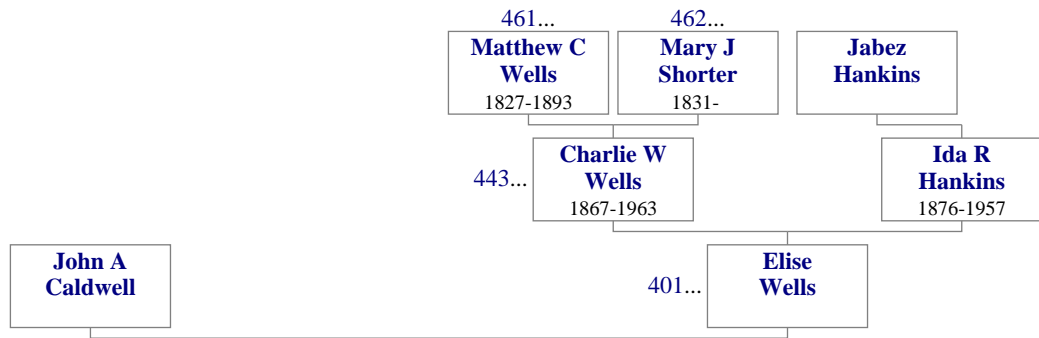 461...
462...
Matthew C
Wells
1827-1893
Mary J
Shorter
1831-
Jabez
Hankins
443...
Charlie W
Wells
1867-1963
Ida R
Hankins
1876-1957
John A
Caldwell
401...
Elise
Wells